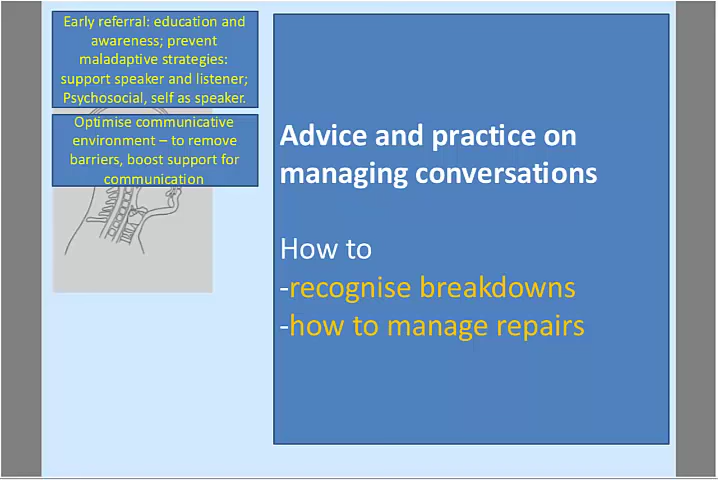 Early referral: education and
awareness; prevent
maladaptive strategies:
support speaker and listener;
Psychosocial, self as speaker.
Optimise communicative
environment – to remove
barriers, boost support for
communication
Advice and practice on
managing conversations
How to
-recognise breakdowns
-how to manage repairs